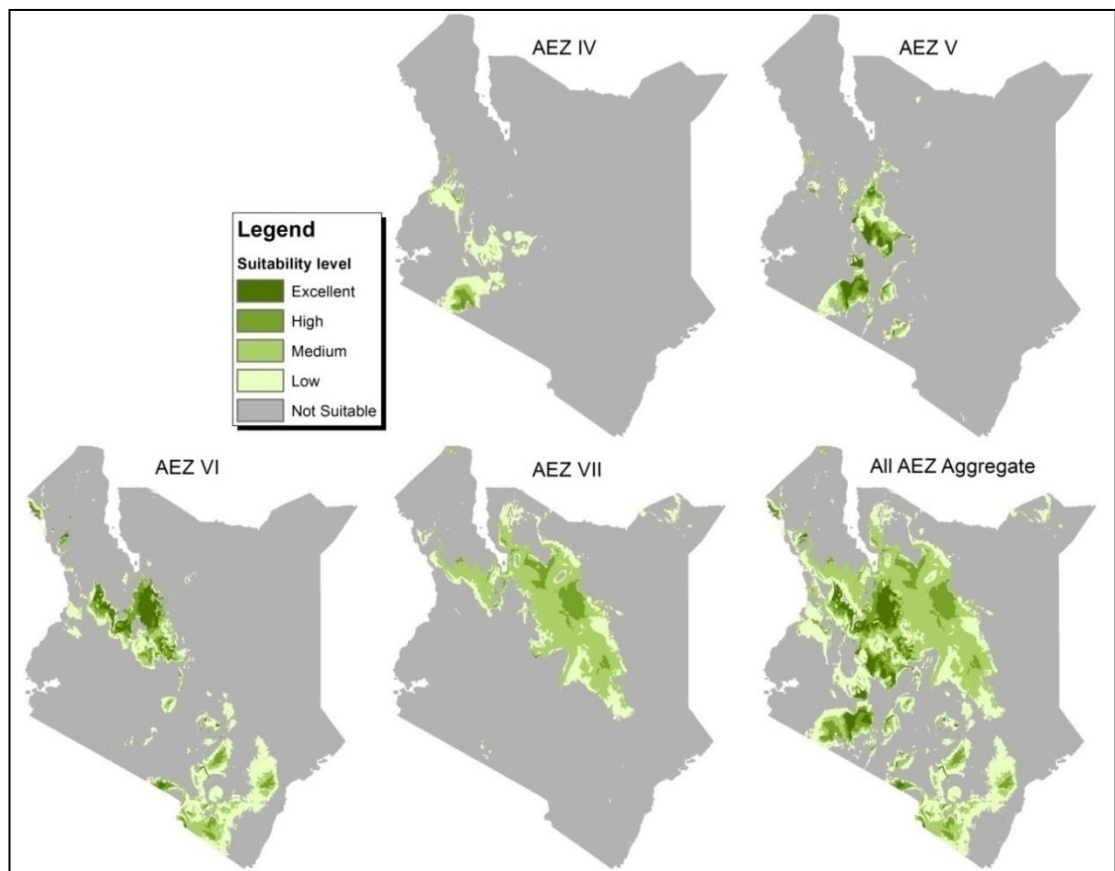 AEZ IV
AEZ V
Legend
Suitability level
Excellent
High
Medium
Low
Not Suitable
AEZ VI
AEZ VII
All AEZ Aggregate